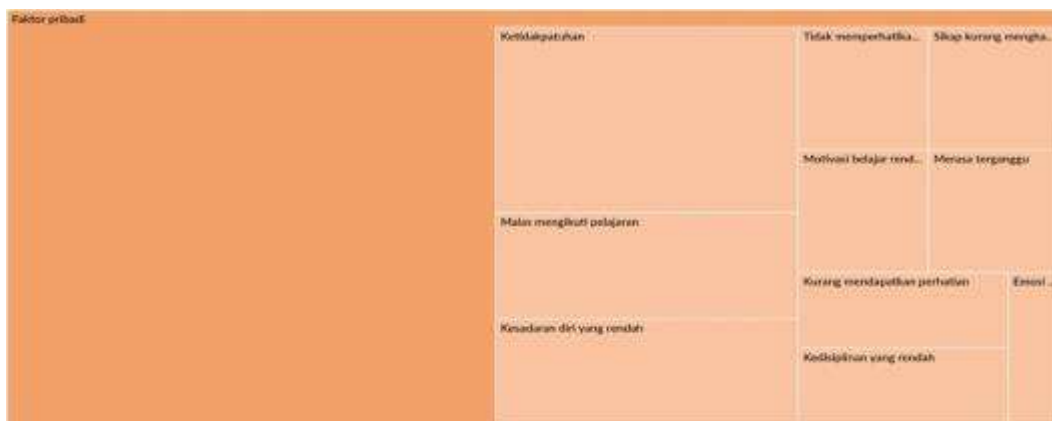 Faktor pribadi
Ketidakpatuhan
Tidak memperhatika...
Sikap kurang mengha...
Motivasi belajar rend...
Merasa terganggu
Malas mengikuti pelajaran
Kurang mendapatkan perhatian
Emosi ...
Kesadaran diri yang rendah
Kedisiplinan yang rendah